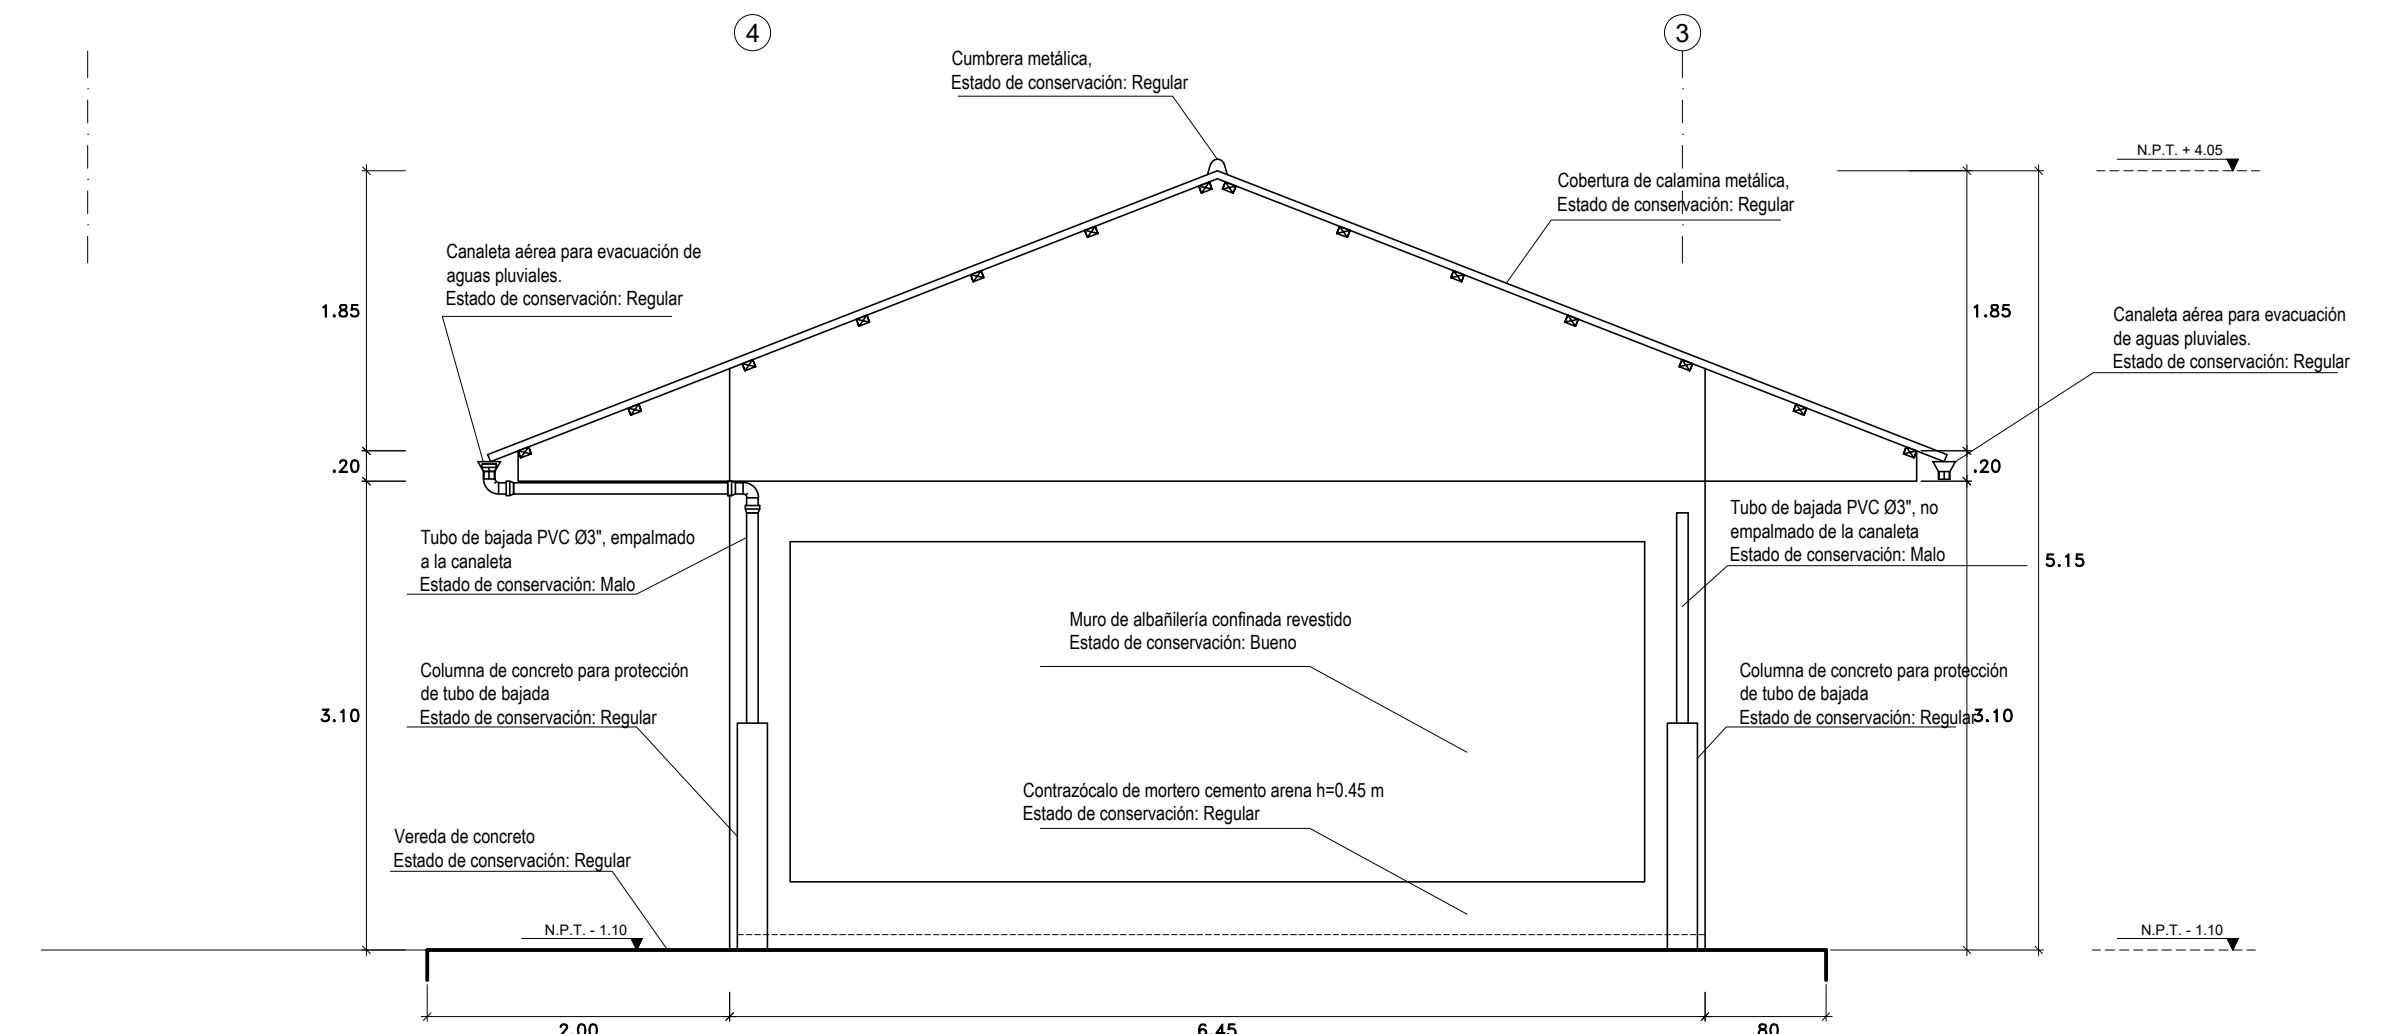 4
3
Cumbrera metálica,
Estado de conservación: Regular
N.P.T. + 4.05
Cobertura de calamina metálica,
Estado de conservación: Regular
Canaleta aérea para evacuación de
aguas pluviales.
Estado de conservación: Regular
1.85
1.85
Canaleta aérea para evacuación
de aguas pluviales.
Estado de conservación: Regular
.20
.20
Tubo de bajada PVC Ø3", empalmado
a la canaleta
Estado de conservación: Malo
Tubo de bajada PVC Ø3", no
empalmado de la canaleta
Estado de conservación: Malo
5.15
Muro de albañilería confinada revestido
Estado de conservación: Bueno
Columna de concreto para protección
de tubo de bajada
Estado de conservación: Regular
3.10
Columna de concreto para protección
de tubo de bajada
Estado de conservación: Regular
3.10
Contrazócalo de mortero cemento arena h=0.45 m
Estado de conservación: Regular
Vereda de concreto
Estado de conservación: Regular
N.P.T. - 1.10
N.P.T. - 1.10
2.00
6.45
.80